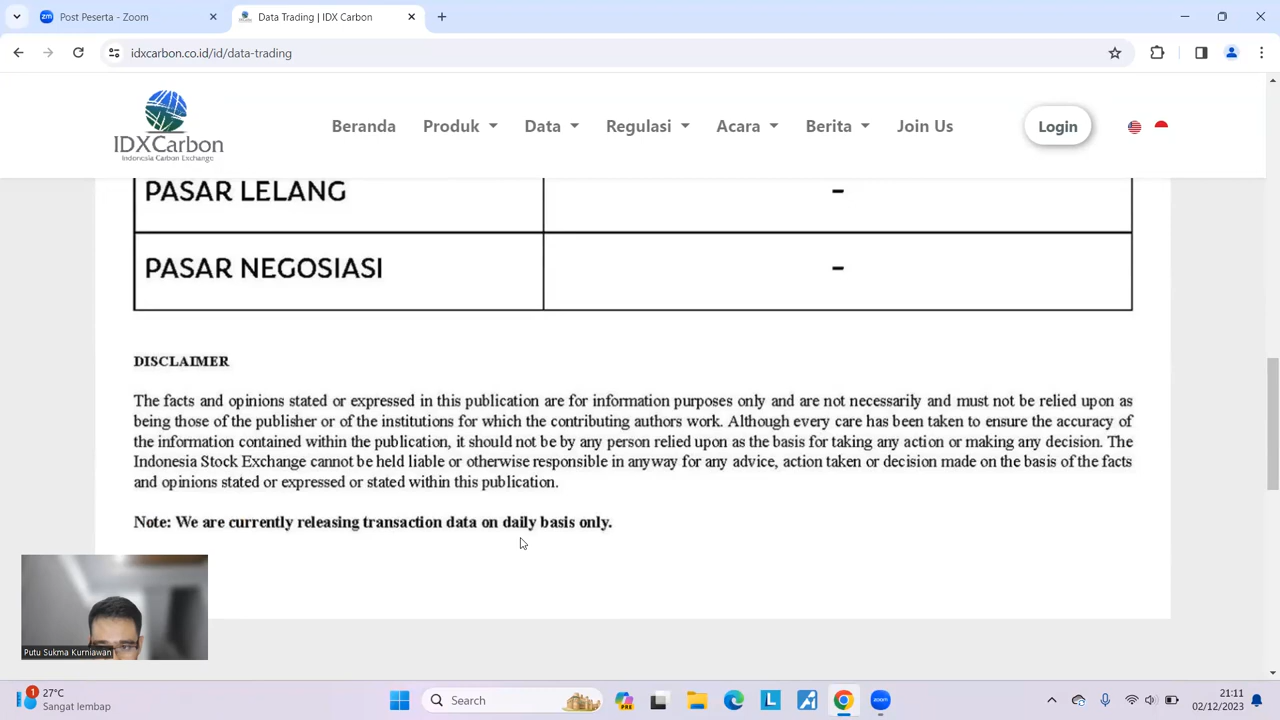 Post Peserta - Zoom
Data Trading | IDX Carbon
idxcarbon.co.id/id/data-trading
IDXCarbon
Indonesia Carbon Exchange
Beranda
Produk
Data
Regulasi
Acara
Berita
Join Us
Login
PASAR LELANG
-
PASAR NEGOSIASI
-
DISCLAIMER
The facts and opinions stated or expressed in this publication are for information purposes only and are not necessarily and must not be relied upon as
being those of the publisher or of the institutions for which the contributing authors work. Although every care has been taken to ensure the accuracy of
the information contained within the publication, it should not be by any person relied upon as the basis for taking any action or making any decision. The
Indonesia Stock Exchange cannot be held liable or otherwise responsible in anyway for any advice, action taken or decision made on the basis of the facts
and opinions stated or expressed or stated within this publication.
Note: We are currently releasing transaction data on daily basis only.
Putu Sukma Kurniawan
1
27°C
Sangat lembap
Search
PRE
21:11
02/12/2023